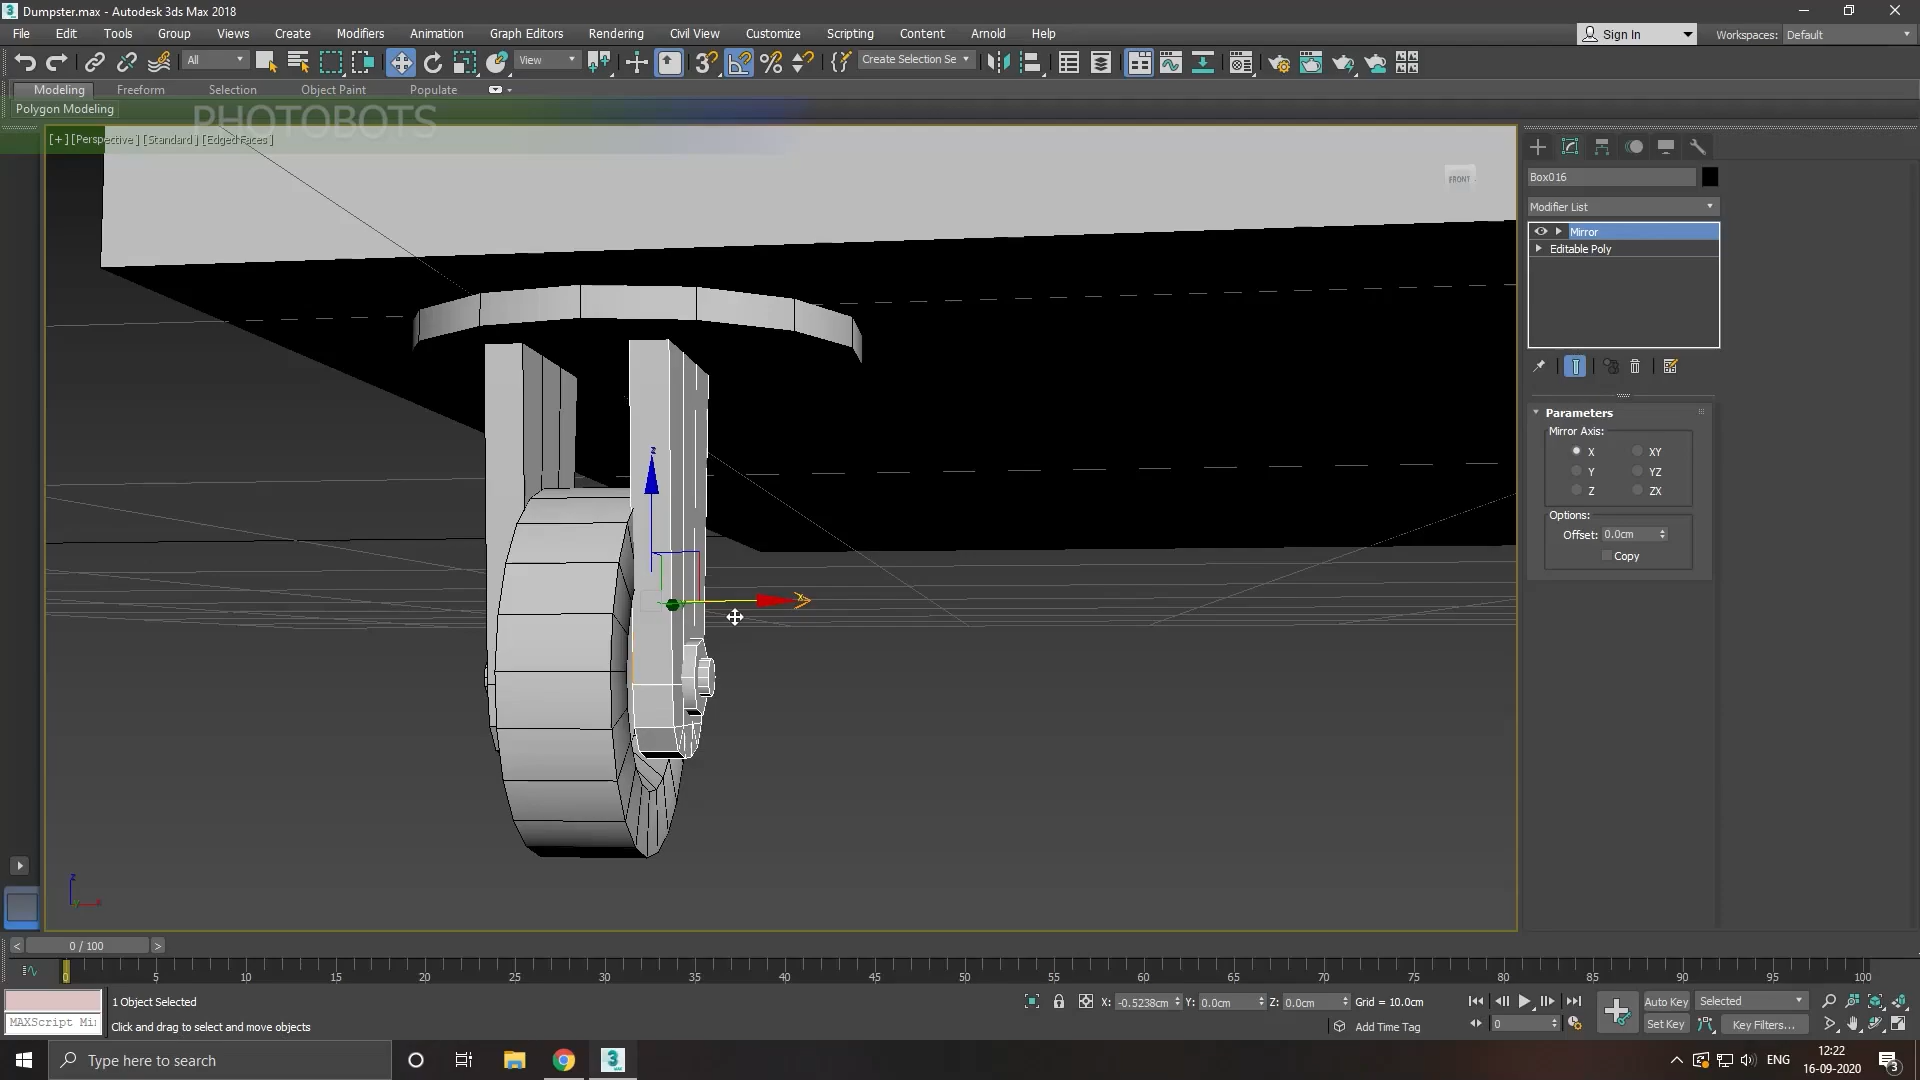 Dumpster.max - Autodesk 3ds Max 2018
File Edit Tools Group Views Create Modifiers Animation Graph Editors Rendering Civil View Customize Scripting Content Arnold Help
Sign In Workspaces: Default
All View Create Selection Se
Modeling Freeform Selection Object Paint Populate
Polygon Modeling
PHOTOBOTS
[+] [Perspective ] [Standard ] [Edged Faces ]
FRONT
Box016
Modifier List
Mirror
Editable Poly
Parameters
Mirror Axis:
X XY
Y YZ
Z ZX
Options:
Offset: 0.0cm
Copy
z
x
z
0 / 100
0 5 10 15 20 25 30 35 40 45 50 55 60 65 70 75 80 85 90 95 100
1 Object Selected
X: -0.5238cm Y: 0.0cm Z: 0.0cm Grid = 10.0cm
Auto Key Selected
MAXScript Mi
Click and drag to select and move objects
Add Time Tag
0
Set Key Key Filters...
Type here to search
ENG
12:22
16-09-2020
3